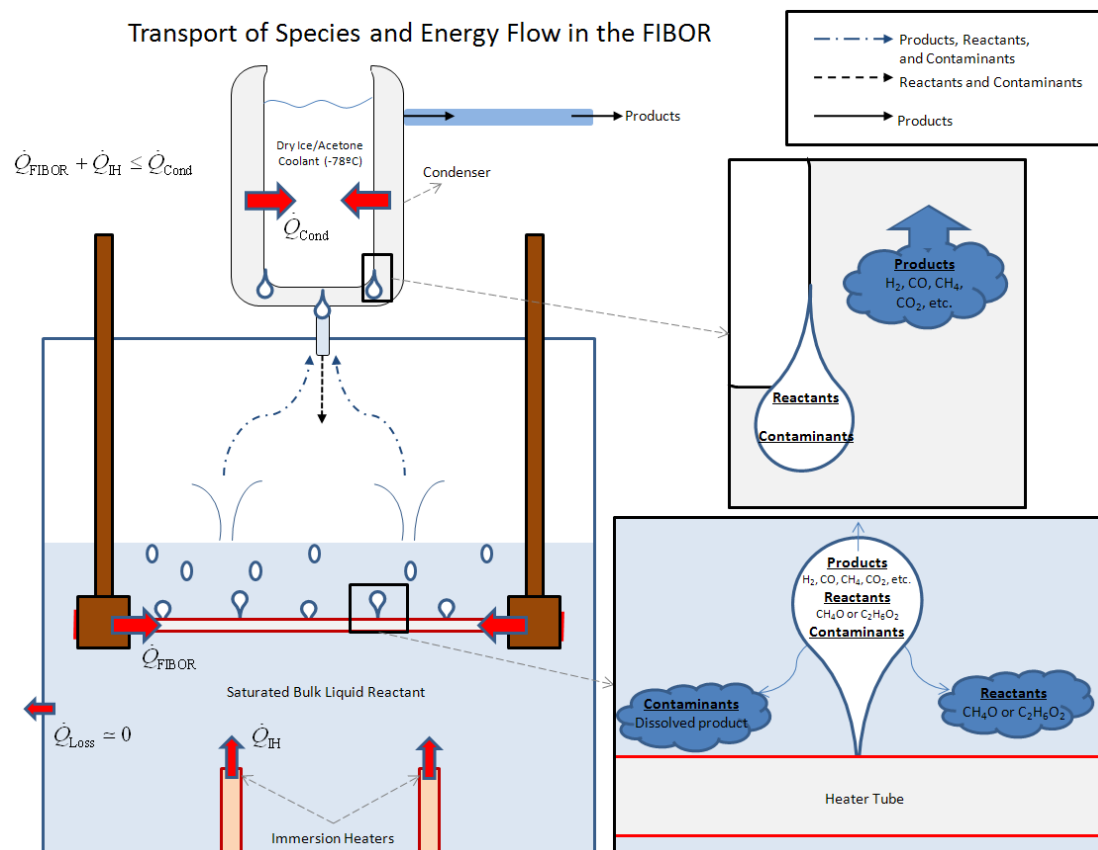 Transport of Species and Energy Flow in the FIBOR
Products, Reactants,
and Contaminants
Reactants and Contaminants
Products
Products
Dry Ice/Acetone
Coolant (-78ºC)
Q̇FIBOR + Q̇IH ≤ Q̇Cond
Condenser
Q̇Cond
Products
H₂, CO, CH₄,
CO₂, etc.
Reactants
Contaminants
Products
H₂, CO, CH₄, CO₂, etc.
Reactants
CH₄O or C₂H₆O₂
Contaminants
Q̇FIBOR
Saturated Bulk Liquid Reactant
Contaminants
Dissolved product
Reactants
CH₄O or C₂H₆O₂
Q̇Loss ≃ 0
Q̇IH
Heater Tube
Immersion Heaters